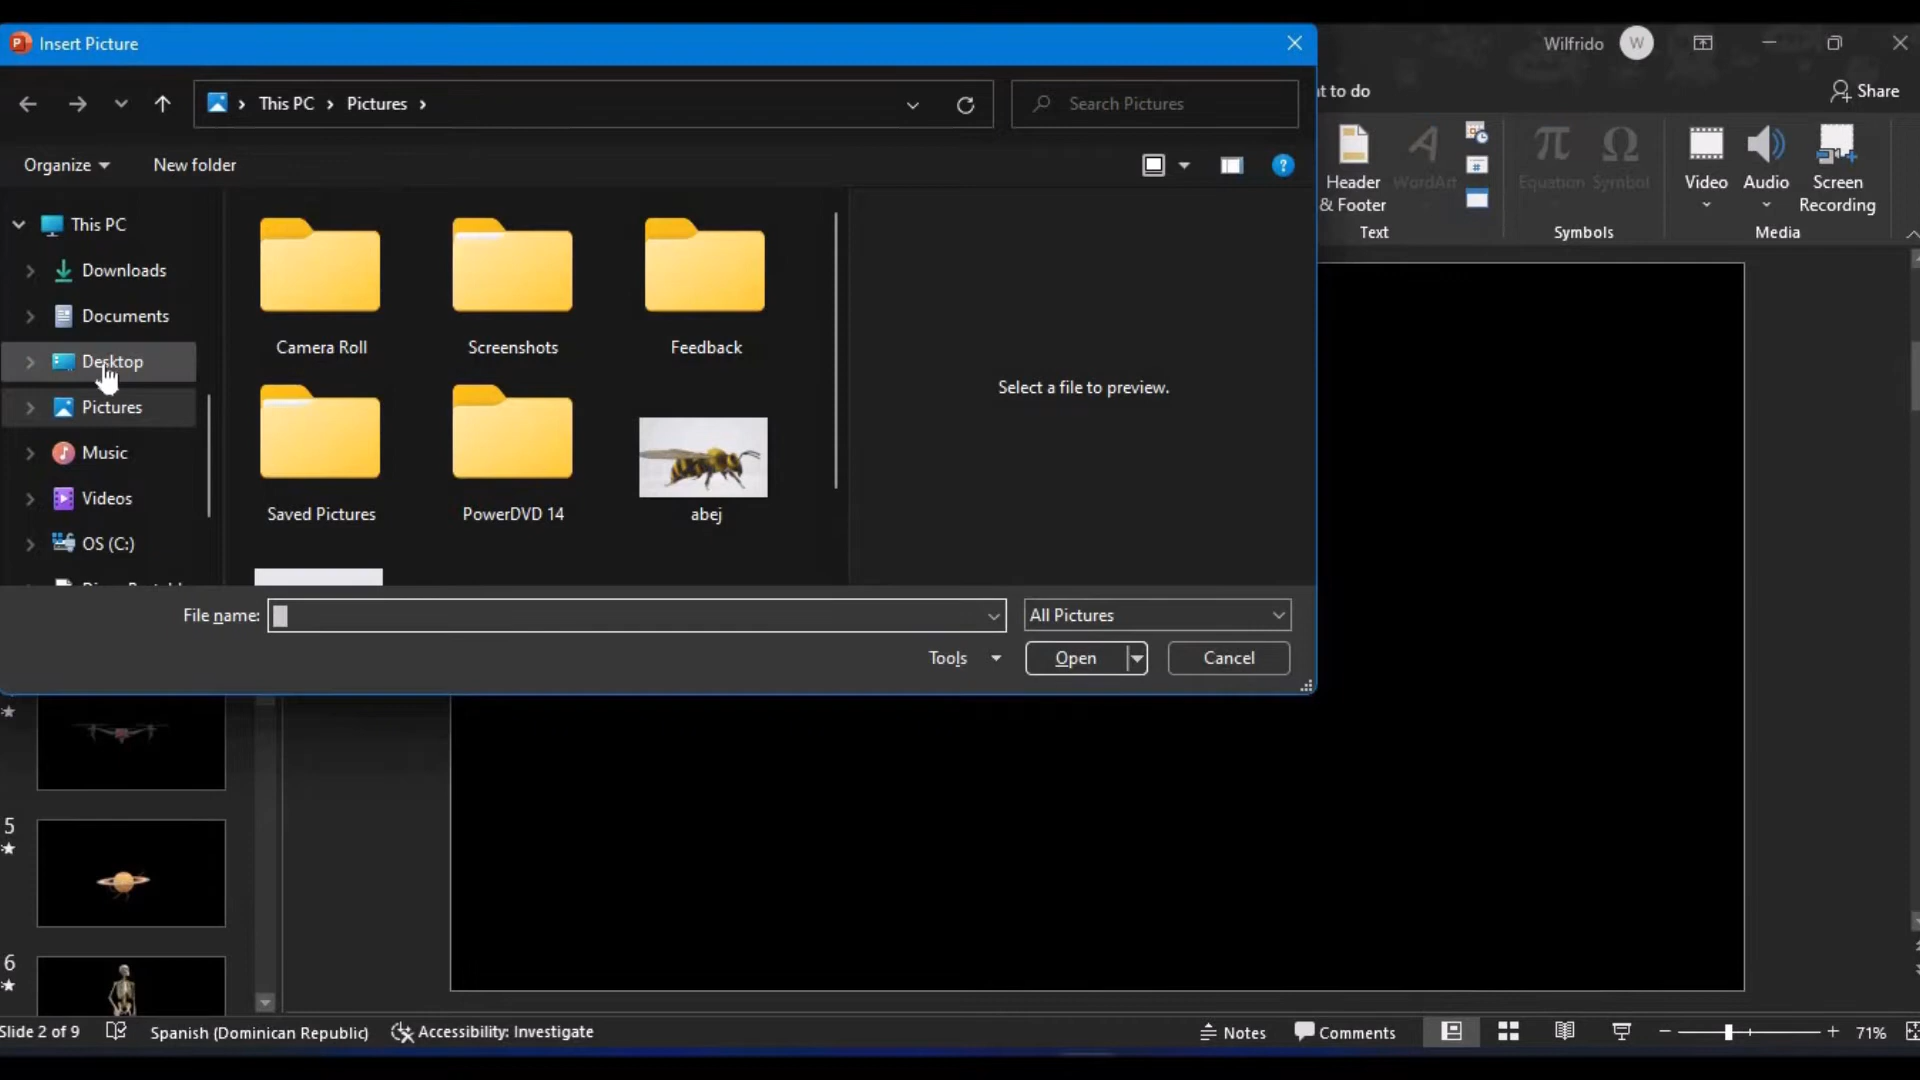 Insert Picture
Wilfrido
W
This PC
Pictures
Search Pictures
t to do
Share
Organize
New folder
Header
& Footer
WordArt
Equation
Symbol
Video
Audio
Screen
Recording
Text
Symbols
Media
This PC
Downloads
Documents
Desktop
Pictures
Music
Videos
OS (C:)
Camera Roll
Screenshots
Feedback
Saved Pictures
PowerDVD 14
abej
Select a file to preview.
File name:
All Pictures
Tools
Open
Cancel
5
6
Slide 2 of 9
Spanish (Dominican Republic)
Accessibility: Investigate
Notes
Comments
71%